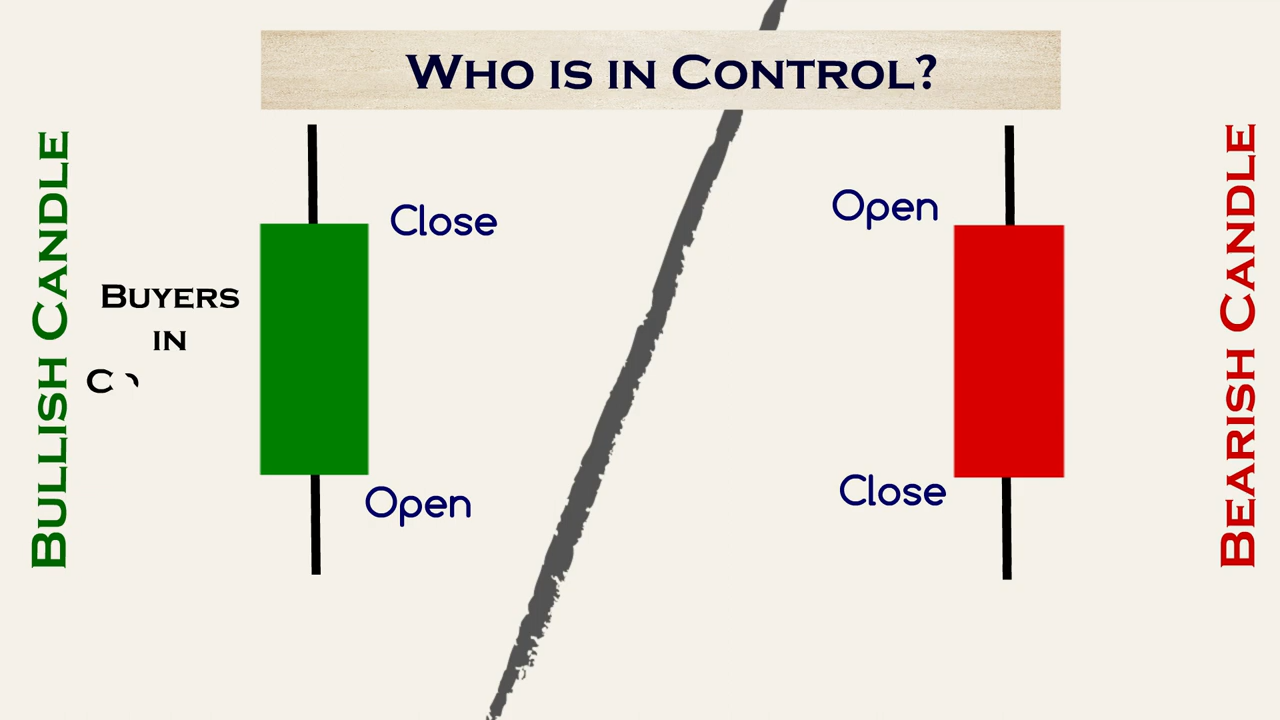 Who is in Control?
Bullish Candle
Buyers
in
Close
Open
Open
Close
Bearish Candle